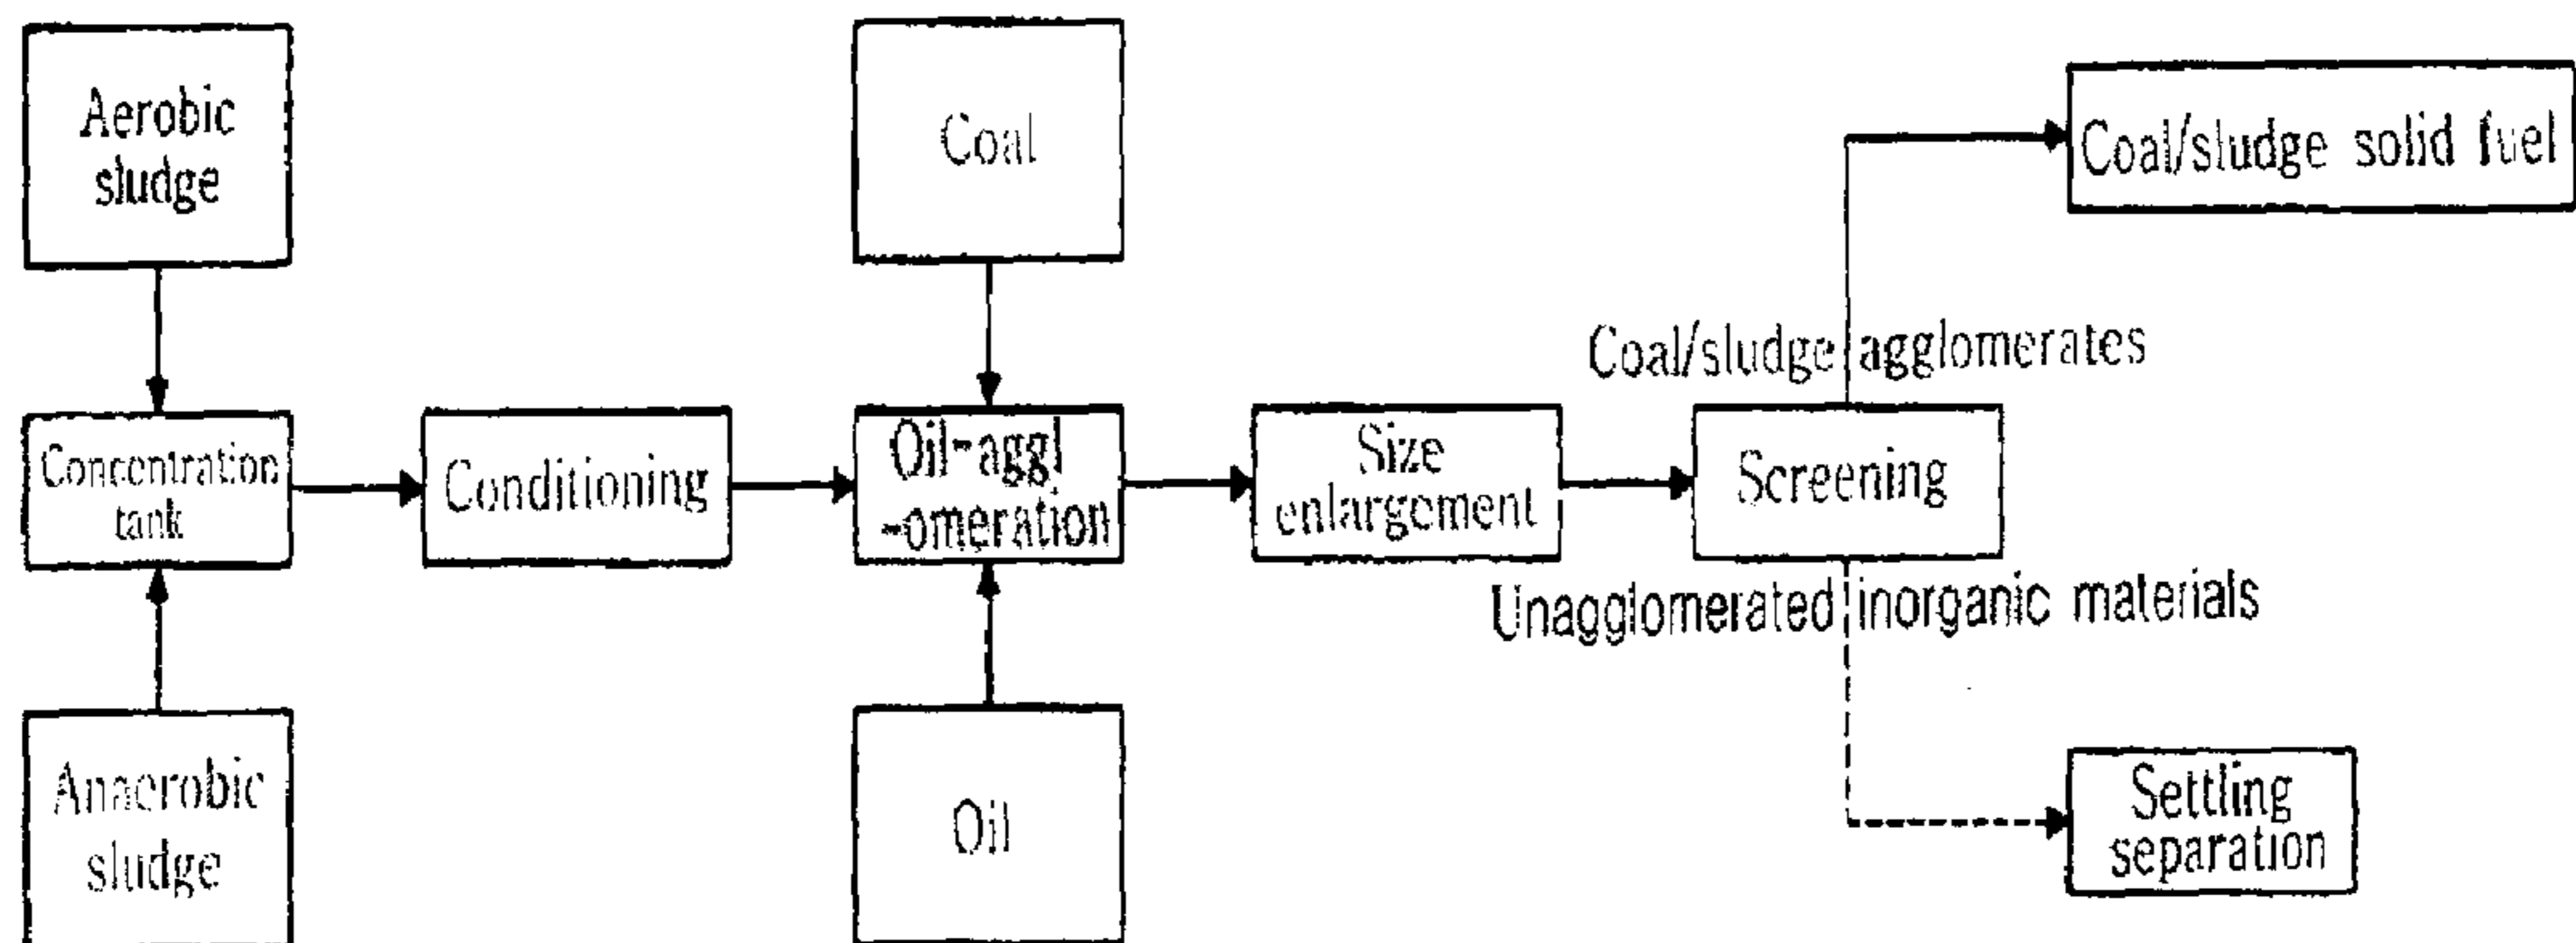 Aerobic
sludge
Coal
Coal/sludge solid fuel
Coal/sludge agglomerates
Concentration
tank
Conditioning
Oil-aggl
-omeration
Size
enlargement
Screening
Unagglomerated inorganic materials
Anaerobic
sludge
Oil
Settling
separation